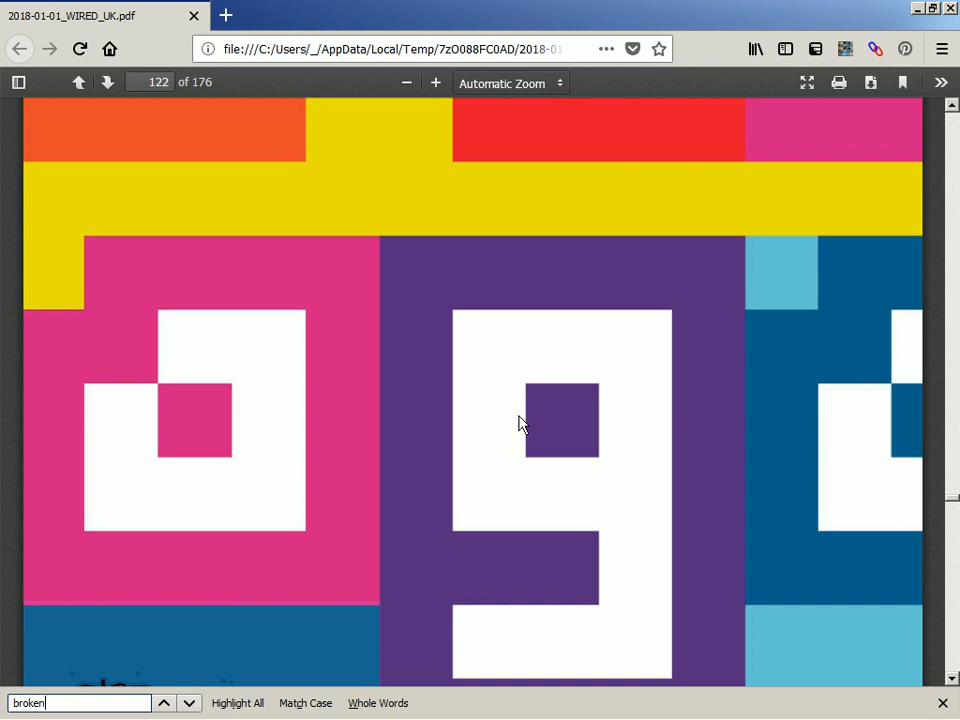 2018-01-01_WIRED_UK.pdf
file:///C:/Users/_/AppData/Local/Temp/7zO088FC0AD/2018-01
122 of 176
Automatic Zoom
a g
broken
Highlight All
Match Case
Whole Words